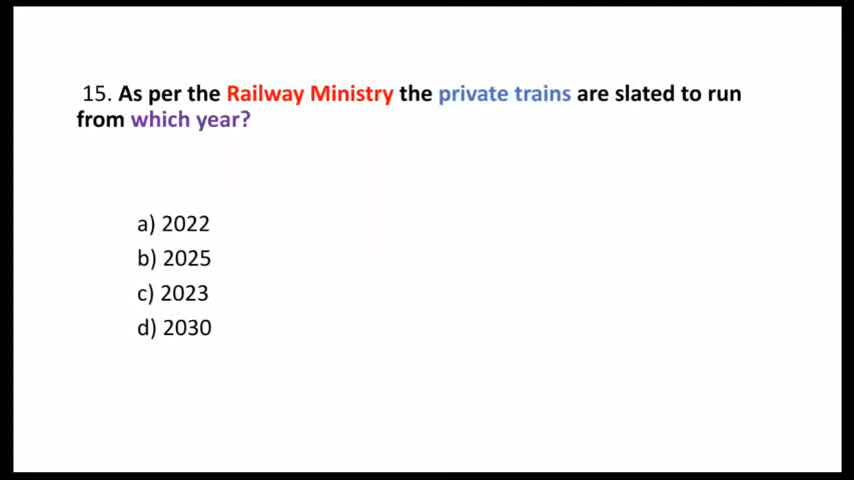 15. As per the Railway Ministry the private trains are slated to run
from which year?
a) 2022
b) 2025
c) 2023
d) 2030